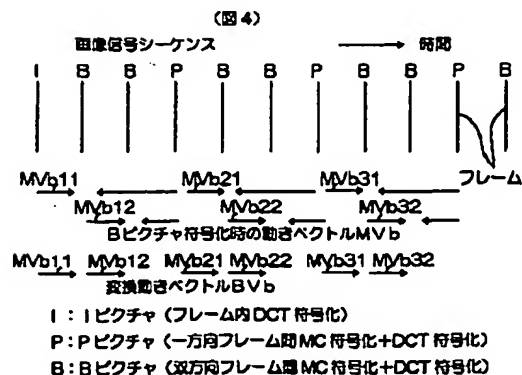 (図4)
画像信号シーケンス 時間
I B B P B B P B B P B
MVb11 MVb21 MVb31 フレーム
MVb12 MVb22 MVb32
Bピクチャ符号化時の動きベクトルMVb
MVb11 MVb12 MVb21 MVb22 MVb31 MVb32
変換動きベクトルBVb
I:Iピクチャ(フレーム内DCT符号化)
P:Pピクチャ(一方向フレーム間MC符号化+DCT符号化)
B:Bピクチャ(双方向フレーム間MC符号化+DCT符号化)